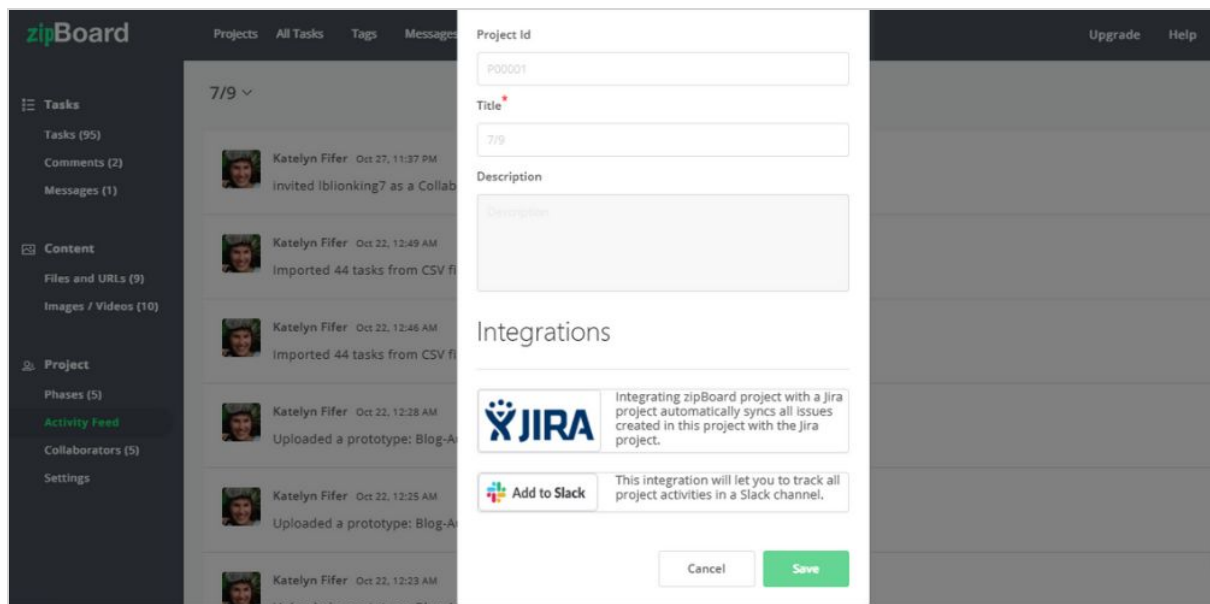 zipBoard
Projects All Tasks Tags Messages
Upgrade Help
Tasks
Tasks (95)
Comments (2)
Messages (1)
Content
Files and URLs (9)
Images / Videos (10)
Project
Phases (5)
Activity Feed
Collaborators (5)
Settings
7/9
Katelyn Fifer Oct 27, 11:37 PM
invited lblionking7 as a Collab
Katelyn Fifer Oct 22, 12:49 AM
Imported 44 tasks from CSV fi
Katelyn Fifer Oct 22, 12:46 AM
Imported 44 tasks from CSV fi
Katelyn Fifer Oct 22, 12:28 AM
Uploaded a prototype: Blog-A
Katelyn Fifer Oct 22, 12:25 AM
Uploaded a prototype: Blog-A
Katelyn Fifer Oct 22, 12:23 AM
Project Id
P00001
Title*
7/9
Description
Description
Integrations
JIRA
Integrating zipBoard project with a Jira
project automatically syncs all issues
created in this project with the Jira
project.
Add to Slack
This integration will let you to track all
project activities in a Slack channel.
Cancel
Save